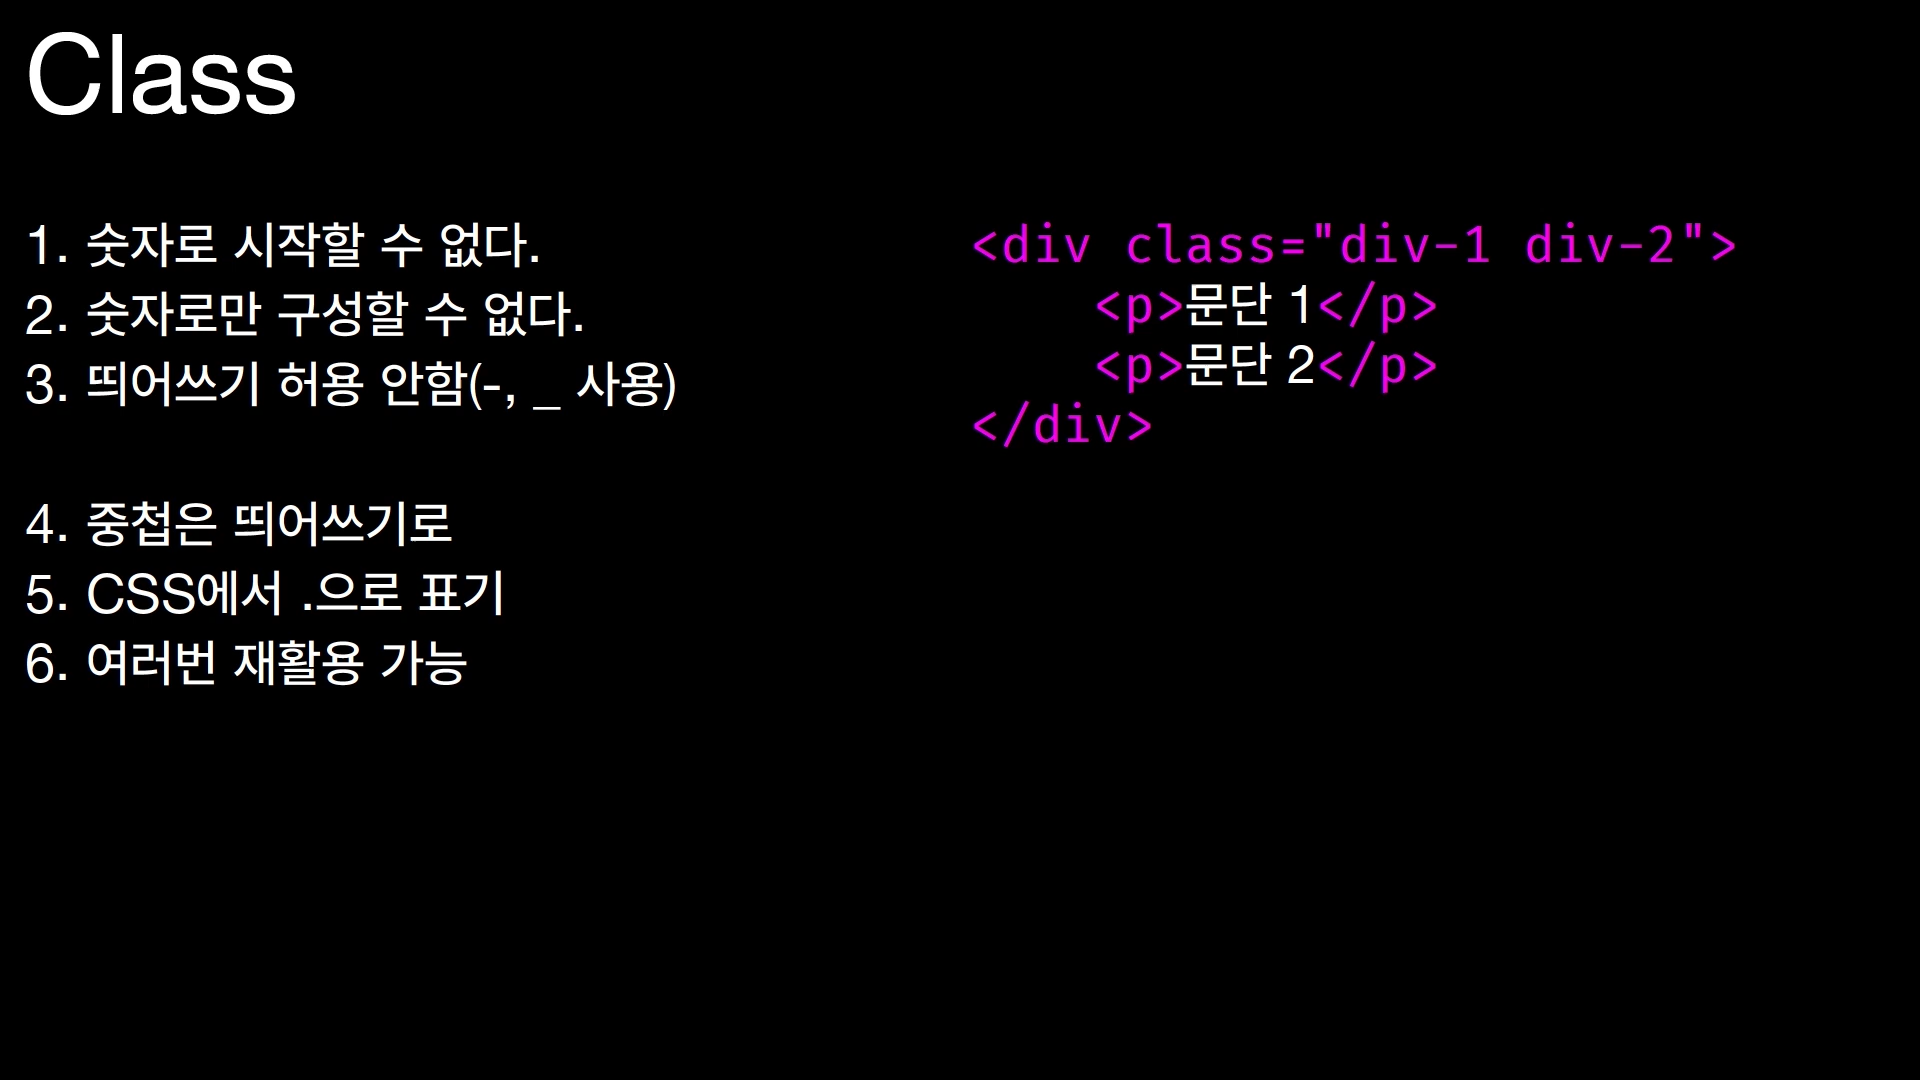 Class
1. 숫자로 시작할 수 없다.
2. 숫자로만 구성할 수 없다.
3. 띄어쓰기 허용 안함(-, _ 사용)
4. 중첩은 띄어쓰기로
5. CSS에서 .으로 표기
6. 여러번 재활용 가능
<div class="div-1 div-2">
    <p>문단 1</p>
    <p>문단 2</p>
</div>